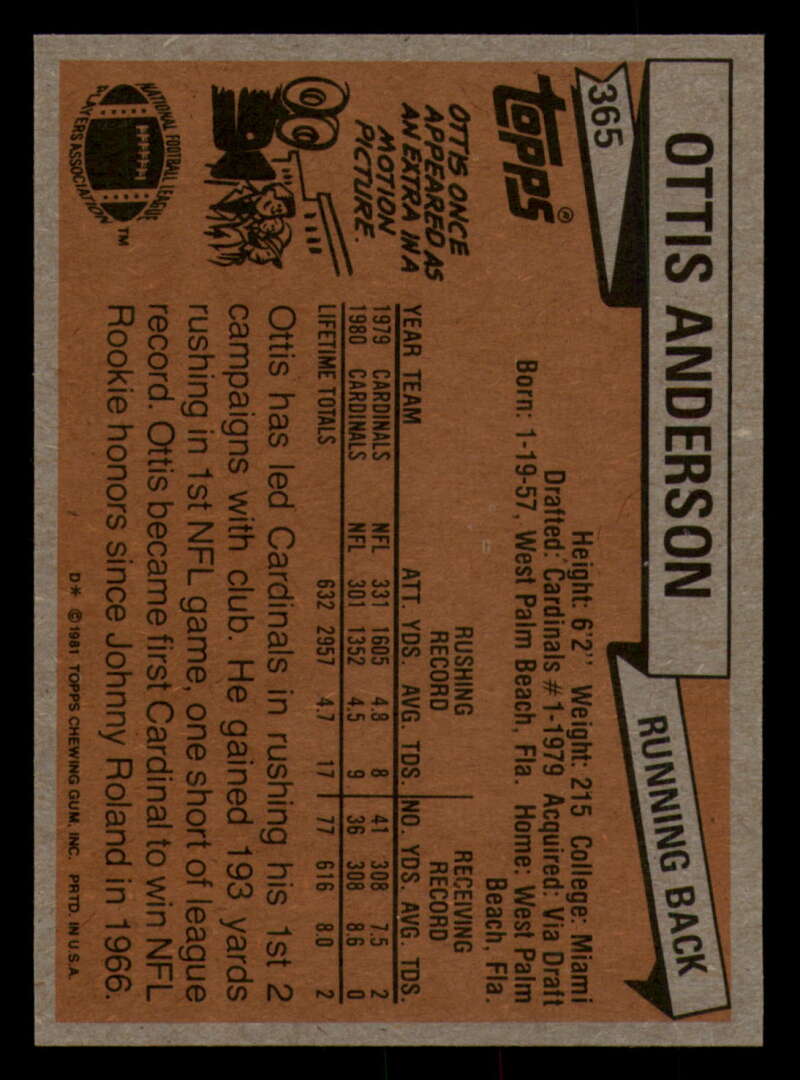 OTTIS ANDERSON
RUNNING BACK
365
Topps®
Height: 6'2" Weight: 215 College: Miami
Drafted: Cardinals #1-1979 Acquired: Via Draft
Born: 1-19-57, West Palm Beach, Fla. Home: West Palm
Beach, Fla.
OTTIS ONCE
APPEARED AS
AN EXTRA IN A
MOTION
PICTURE.
RUSHING RECEIVING
RECORD RECORD
YEAR TEAM ATT. YDS. AVG. TDS. NO. YDS. AVG. TDS.
1979 CARDINALS NFL 331 1605 4.8 8 41 308 7.5 2
1980 CARDINALS NFL 301 1352 4.5 9 36 308 8.6 0
LIFETIME TOTALS 632 2957 4.7 17 77 616 8.0 2
Ottis has led Cardinals in rushing his 1st 2
campaigns with club. He gained 193 yards
rushing in 1st NFL game, one short of league
record. Ottis became first Cardinal to win NFL
Rookie honors since Johnny Roland in 1966.
NATIONAL FOOTBALL LEAGUE
PLAYERS ASSOCIATION
TM
D* ©1981 TOPPS CHEWING GUM, INC. PRTD. IN U.S.A.